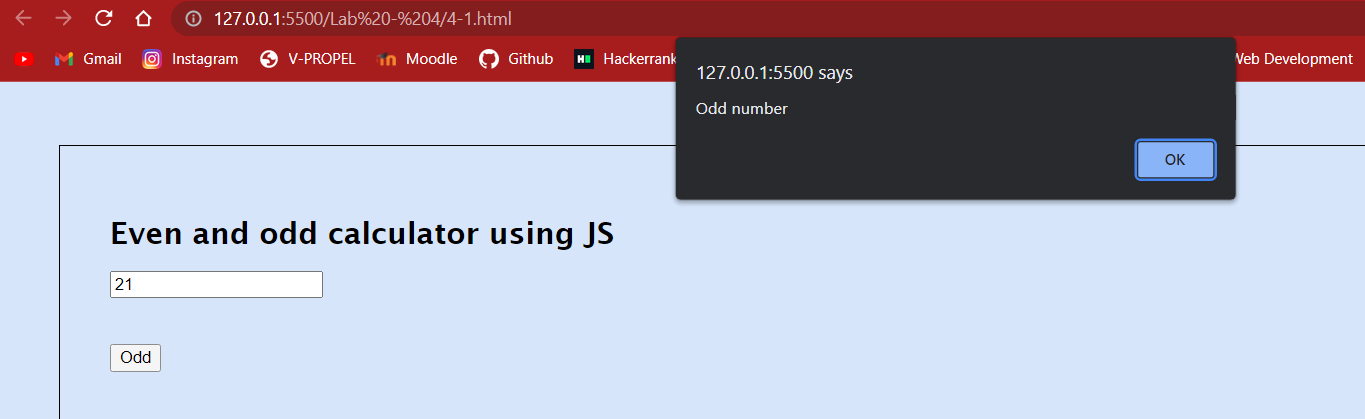 127.0.0.1:5500/Lab%20-%204/4-1.html
Gmail Instagram V-PROPEL Moodle Github Hackerrank Web Development
127.0.0.1:5500 says
Odd number
OK
Even and odd calculator using JS
21
Odd